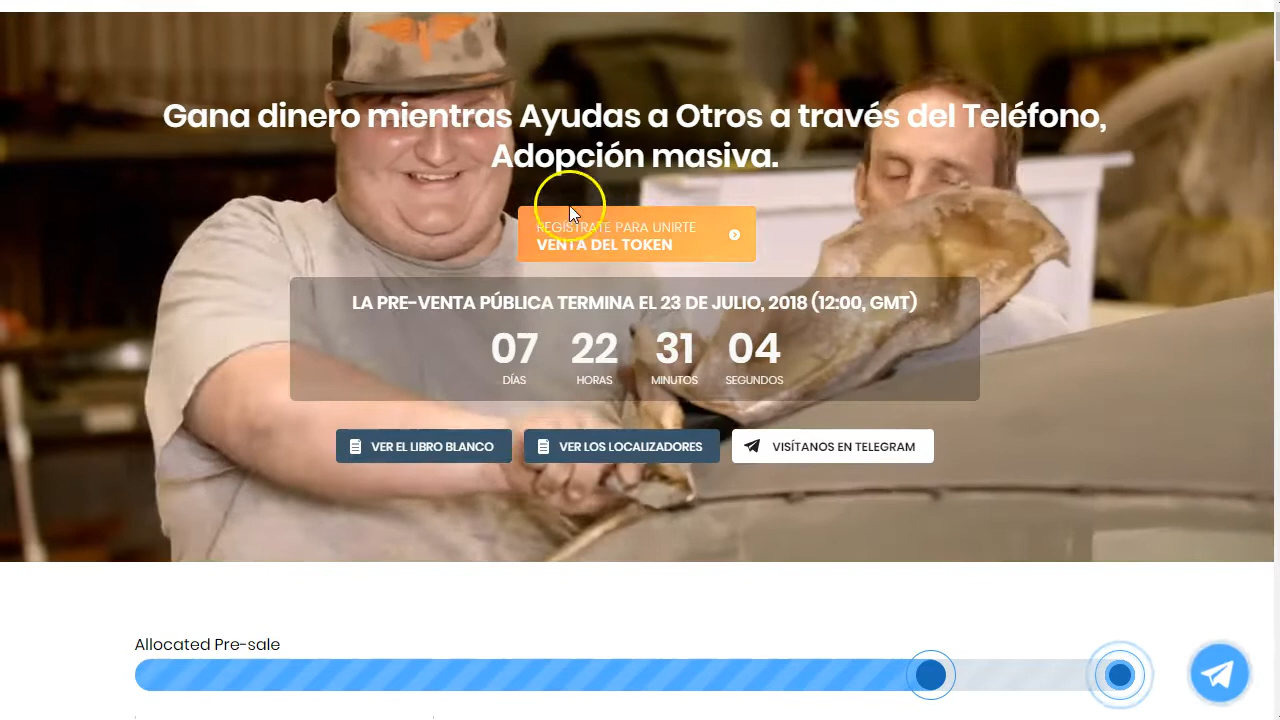 Gana dinero mientras Ayudas a Otros a través del Teléfono,
Adopción masiva.
REGÍSTRATE PARA UNIRTE
VENTA DEL TOKEN
LA PRE-VENTA PÚBLICA TERMINA EL 23 DE JULIO, 2018 (12:00, GMT)
07 22 31 04
DÍAS HORAS MINUTOS SEGUNDOS
VER EL LIBRO BLANCO VER LOS LOCALIZADORES VISÍTANOS EN TELEGRAM
Allocated Pre-sale